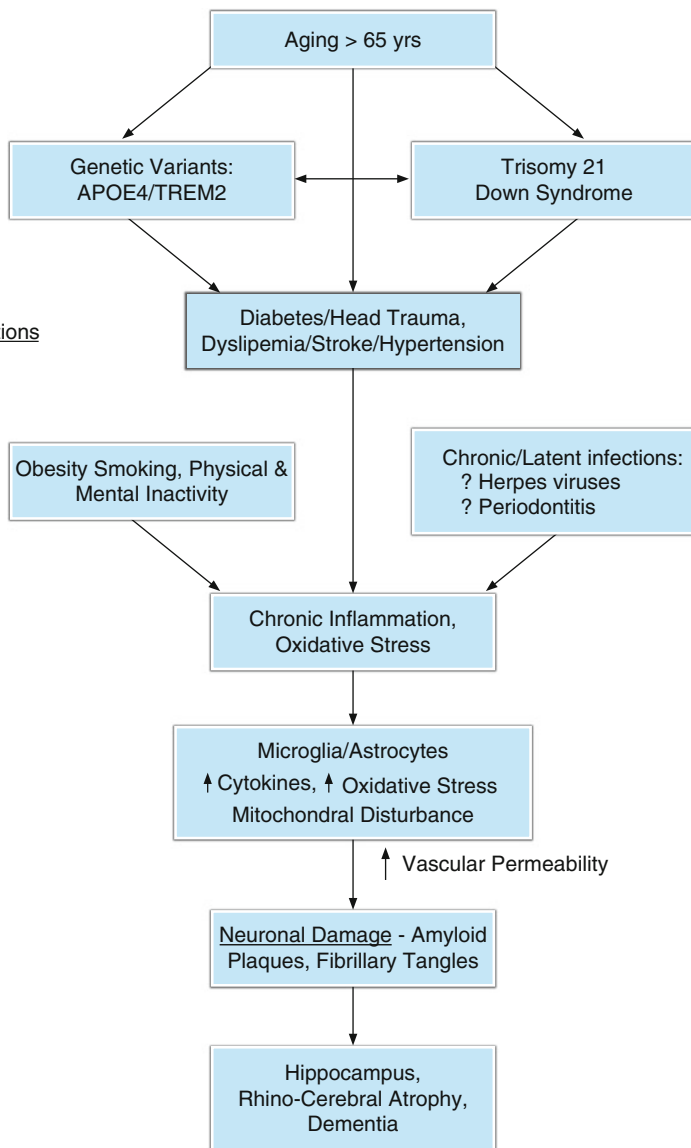 Aging > 65 yrs
Genetic Variants:
APOE4/TREM2
Trisomy 21
Down Syndrome
Diabetes/Head Trauma,
Dyslipemia/Stroke/Hypertension
tions
Obesity Smoking, Physical &
Mental Inactivity
Chronic/Latent infections:
? Herpes viruses
? Periodontitis
Chronic Inflammation,
Oxidative Stress
Microglia/Astrocytes
↑ Cytokines, ↑ Oxidative Stress
Mitochondral Disturbance
↑ Vascular Permeability
Neuronal Damage - Amyloid
Plaques, Fibrillary Tangles
Hippocampus,
Rhino-Cerebral Atrophy,
Dementia